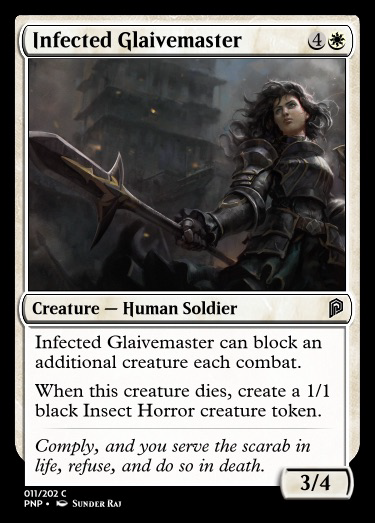 Infected Glaivemaster 4
Creature — Human Soldier
Infected Glaivemaster can block an
additional creature each combat.
When this creature dies, create a 1/1
black Insect Horror creature token.
Comply, and you serve the scarab in
life, refuse, and do so in death.
3/4
011/202 C
PNP • Sunder Raj